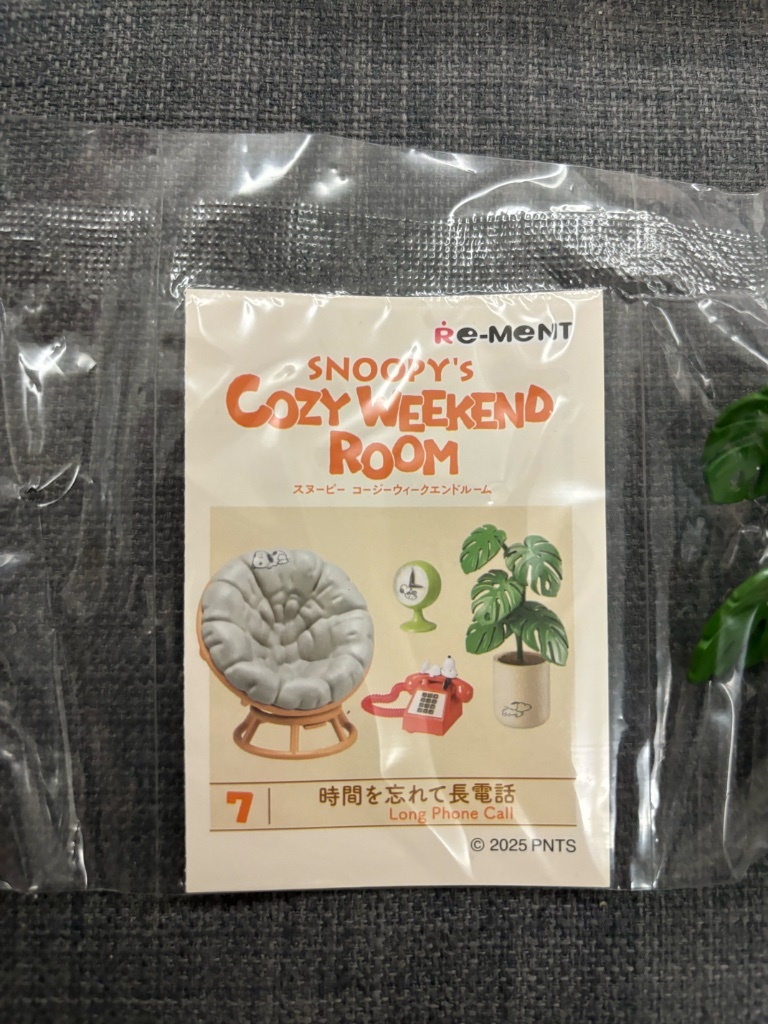 Re-MeNT
SNOOPY'S
COZY WEEKEND
ROOM
スヌーピー コージーウィークエンドルーム
7 時間を忘れて長電話
Long Phone Call
© 2025 PNTS